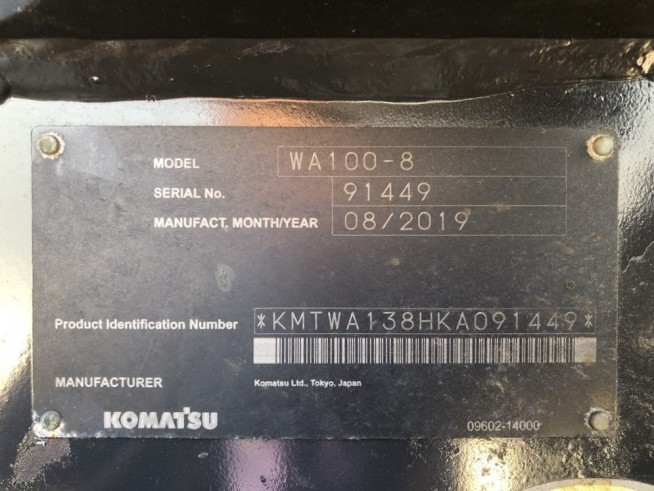 MODEL WA100-8
SERIAL No. 91449
MANUFACT. MONTH/YEAR 08/2019
Product Identification Number *KMTWA138HKA091449*
MANUFACTURER Komatsu Ltd., Tokyo, Japan
KOMATSU 09602-14000